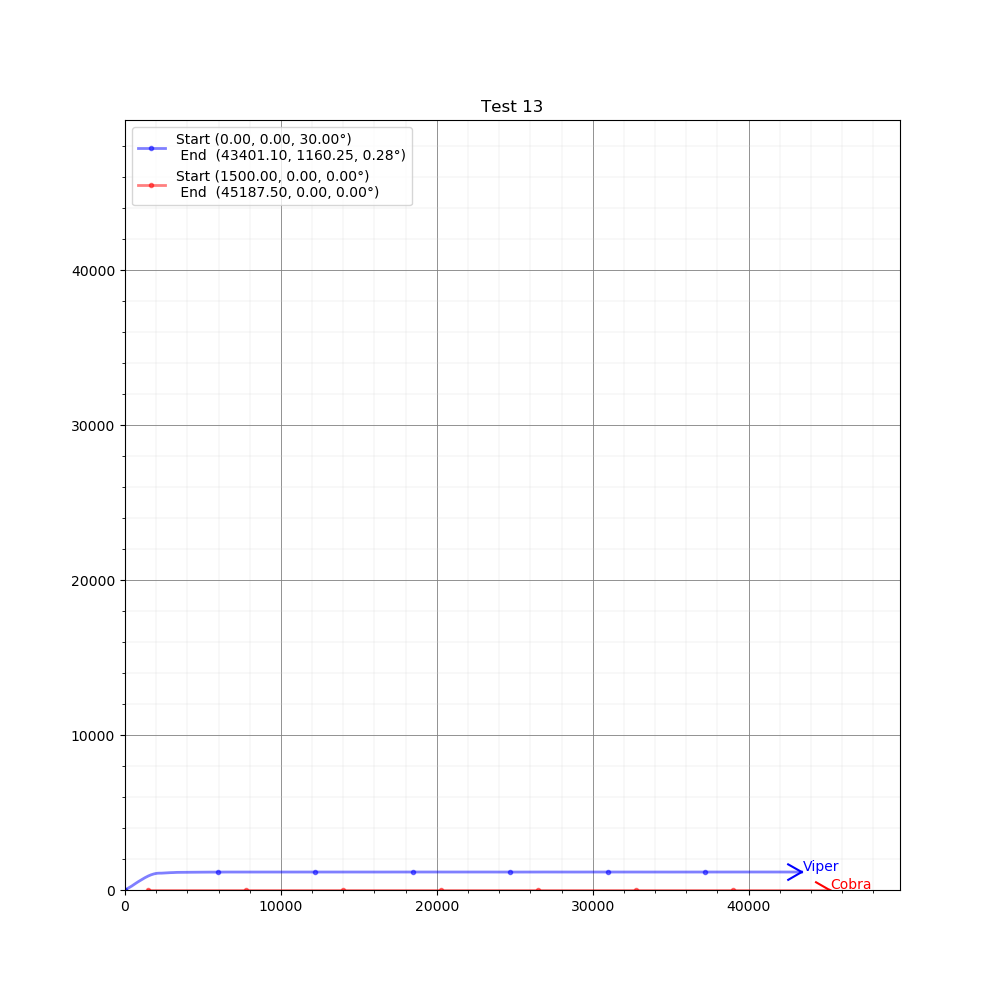 Test 13
Start (0.00, 0.00, 30.00°)
End (43401.10, 1160.25, 0.28°)
Start (1500.00, 0.00, 0.00°)
End (45187.50, 0.00, 0.00°)
40000
30000
20000
10000
0
Viper
Cobra
0 10000 20000 30000 40000